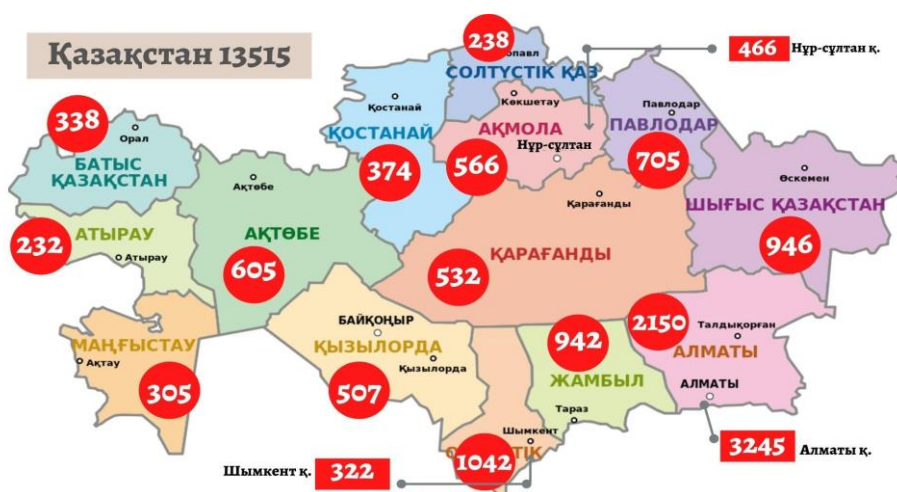 Қазақстан 13515
238
466
Нұр-сұлтан қ.
СОЛТҮСТІК ҚАЗ
Көкшетау
Қостанай
ҚОСТАНАЙ
374
АҚМОЛА
Нұр-сұлтан
566
Павлодар
ПАВЛОДАР
705
338
Орал
БАТЫС
ҚАЗАҚСТАН
Ақтөбе
АҚТӨБЕ
605
Өскемен
ШЫҒЫС ҚАЗАҚСТАН
946
232
АТЫРАУ
Атырау
Қарағанды
ҚАРАҒАНДЫ
532
МАҢҒЫСТАУ
Ақтау
305
БАЙҚОҢЫР
ҚЫЗЫЛОРДА
Қызылорда
507
942
ЖАМБЫЛ
Тараз
2150
Талдықорған
АЛМАТЫ
АЛМАТЫ
Шымкент
1042
Шымкент қ.
322
3245
Алматы қ.